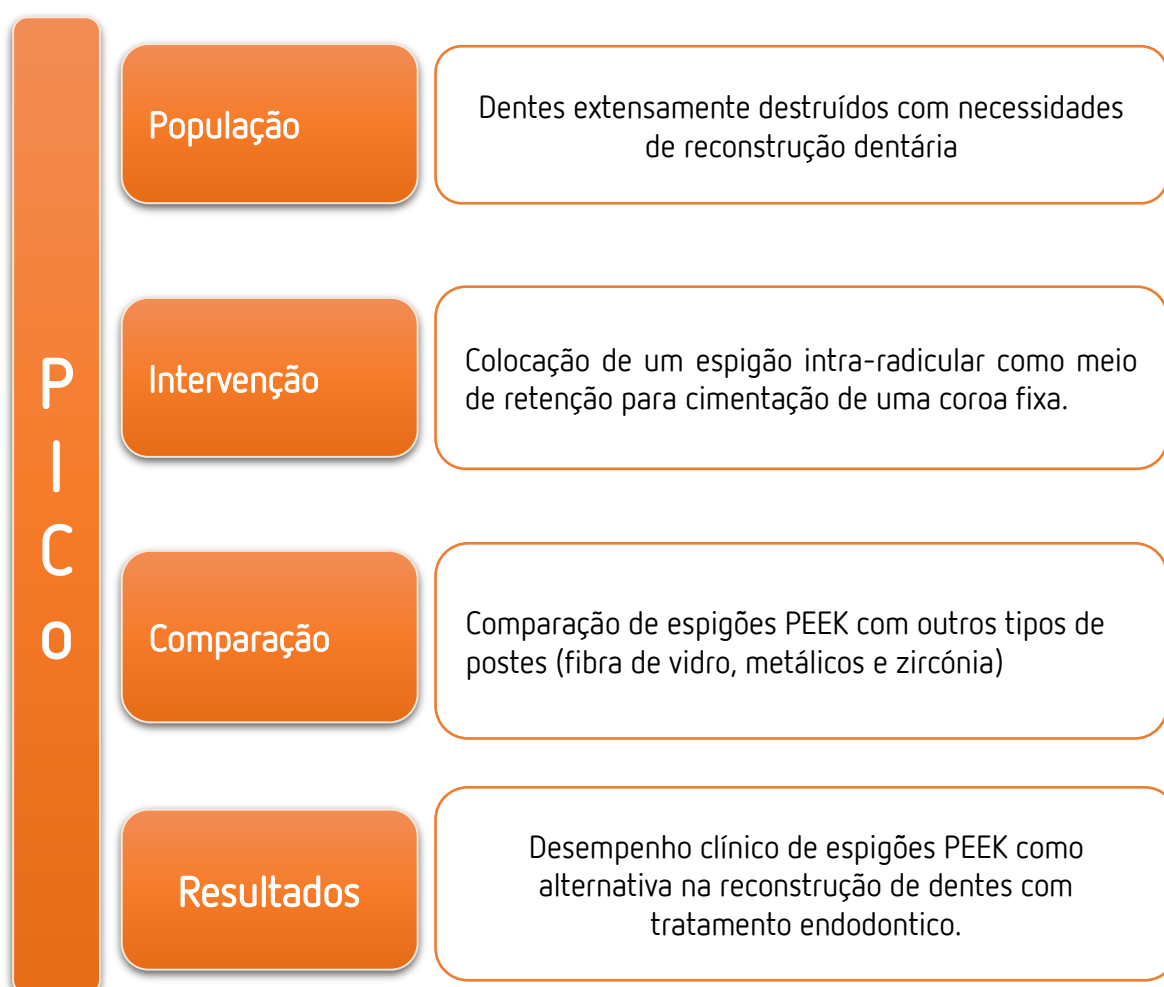 P
I
C
o
População
Dentes extensamente destruídos com necessidades
de reconstrução dentária
Intervenção
Colocação de um espigão intra-radicular como meio
de retenção para cimentação de uma coroa fixa.
Comparação
Comparação de espigões PEEK com outros tipos de
postes (fibra de vidro, metálicos e zircónia)
Resultados
Desempenho clínico de espigões PEEK como
alternativa na reconstrução de dentes com
tratamento endodontico.